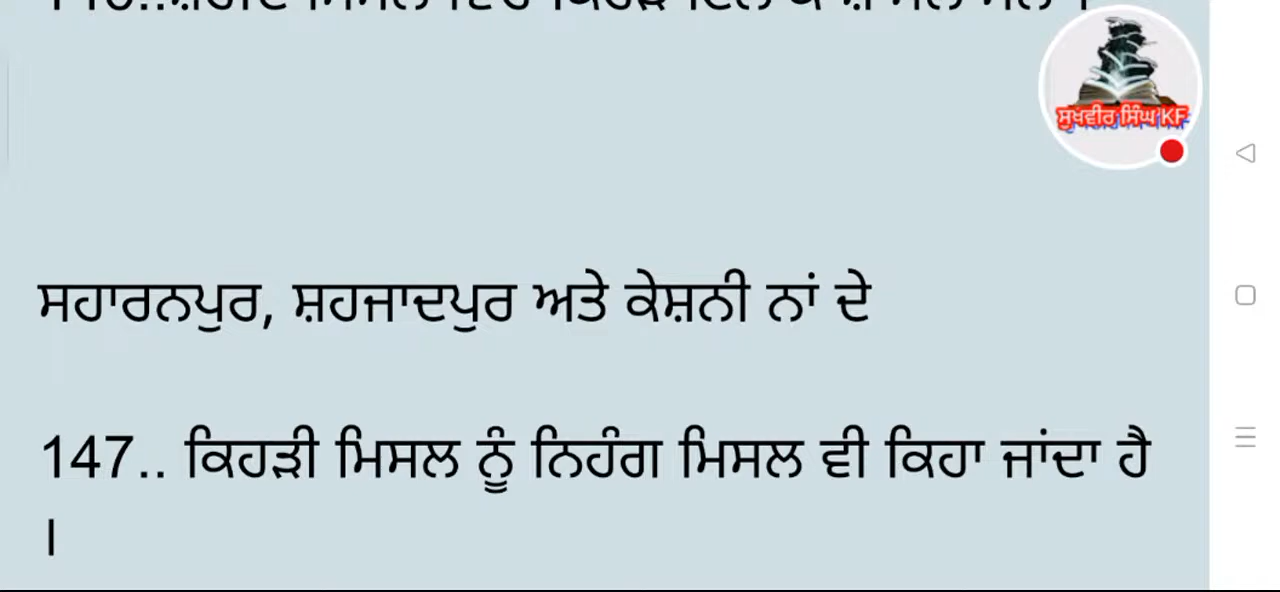 ਸੁਖਵੀਰ ਸਿੰਘ KF
ਸਹਾਰਨਪੁਰ, ਸ਼ਹਜਾਦਪੁਰ ਅਤੇ ਕੇਸ਼ਨੀ ਨਾਂ ਦੇ
147.. ਕਿਹੜੀ ਮਿਸਲ ਨੂੰ ਨਿਹੰਗ ਮਿਸਲ ਵੀ ਕਿਹਾ ਜਾਂਦਾ ਹੈ
।